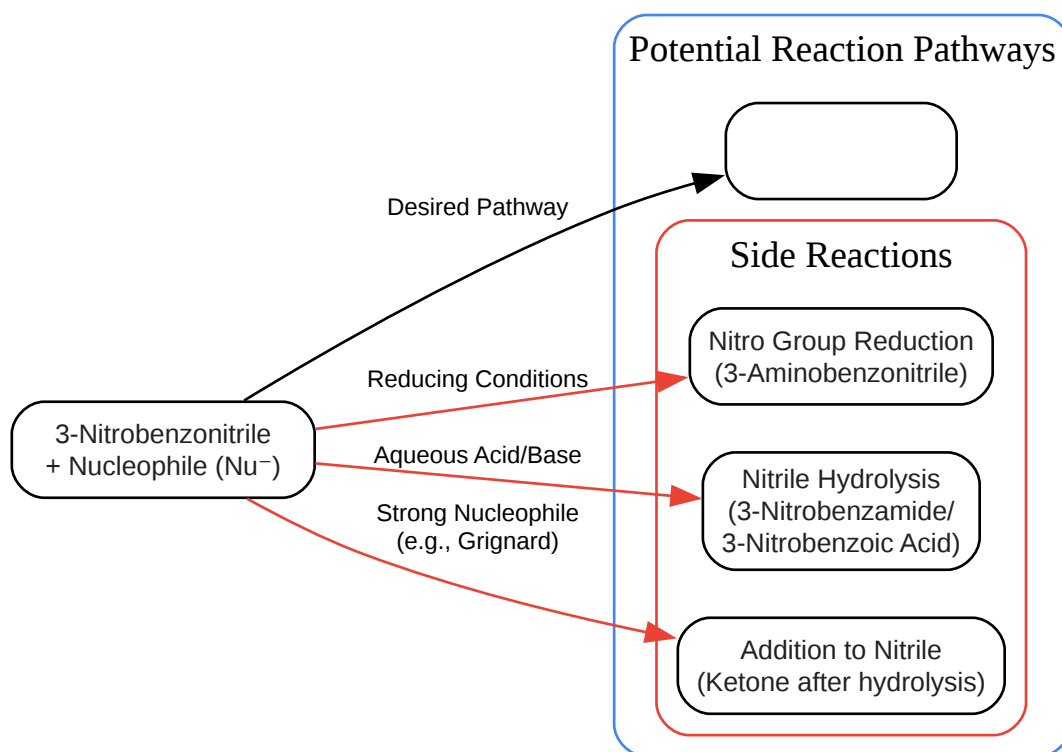 Potential Reaction Pathways
Desired Pathway
Side Reactions
Nitro Group Reduction
(3-Aminobenzonitrile)
Reducing Conditions
3-Nitrobenzonitrile
+ Nucleophile (Nu⁻)
Aqueous Acid/Base
Nitrile Hydrolysis
(3-Nitrobenzamide/
3-Nitrobenzoic Acid)
Strong Nucleophile
(e.g., Grignard)
Addition to Nitrile
(Ketone after hydrolysis)